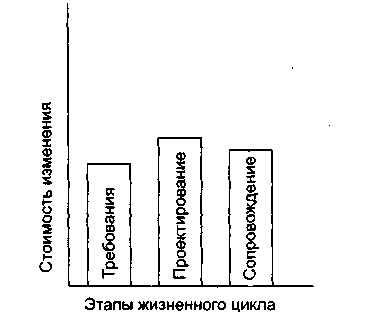 Стоимость изменения
Требования
Проектирование
Сопровождение
Этапы жизненного цикла